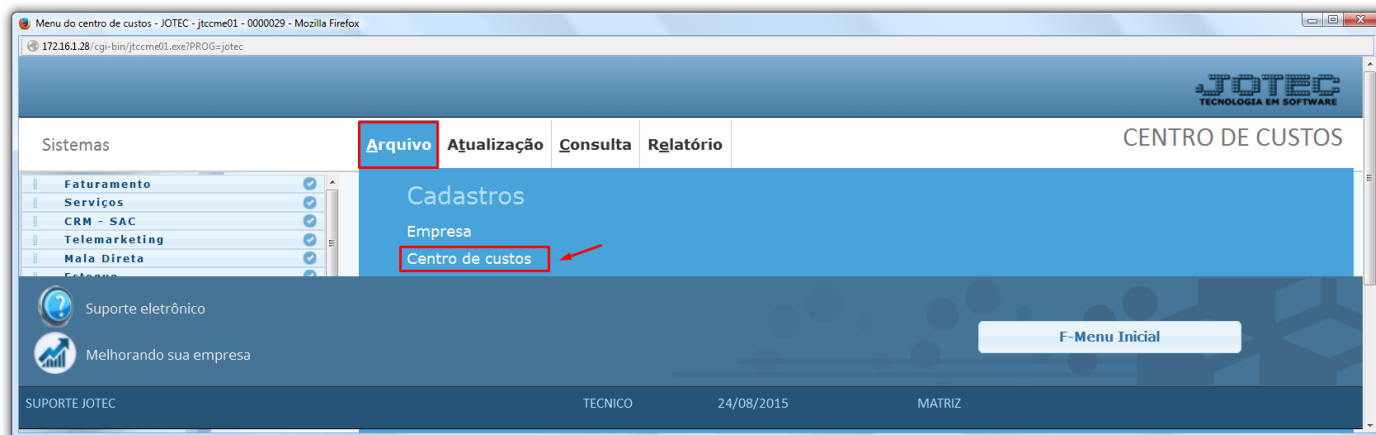 Menu do centro de custos - JOTEC - jtccme01 - 0000029 - Mozilla Firefox
172.16.1.28/cgi-bin/jtccme01.exe?PROG=jotec
aJOTEC
TECNOLOGIA EM SOFTWARE
Sistemas
Arquivo Atualização Consulta Relatório
CENTRO DE CUSTOS
Faturamento
Serviços
CRM - SAC
Telemarketing
Mala Direta
Estoque
Cadastros
Empresa
Centro de custos
Suporte eletrônico
Melhorando sua empresa
F-Menu Inicial
SUPORTE JOTEC TECNICO 24/08/2015 MATRIZ